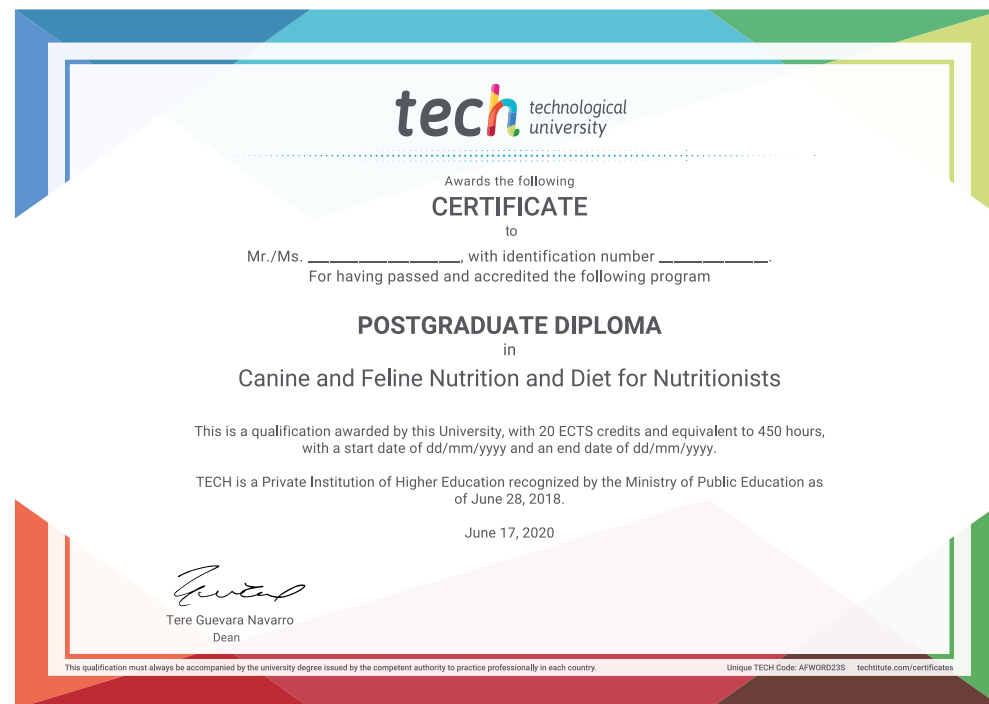 tech technological
university
Awards the following
CERTIFICATE
to
Mr./Ms. ____________________, with identification number ______________.
For having passed and accredited the following program
POSTGRADUATE DIPLOMA
in
Canine and Feline Nutrition and Diet for Nutritionists
This is a qualification awarded by this University, with 20 ECTS credits and equivalent to 450 hours,
with a start date of dd/mm/yyyy and an end date of dd/mm/yyyy.
TECH is a Private Institution of Higher Education recognized by the Ministry of Public Education as
of June 28, 2018.
June 17, 2020
Tere Guevara Navarro
Dean
This qualification must always be accompanied by the university degree issued by the competent authority to practice professionally in each country.
Unique TECH Code: AFWORD23S techtitute.com/certificates